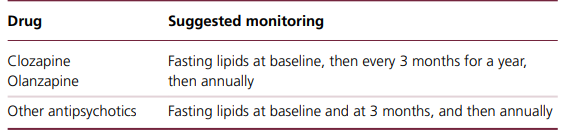 Drug Suggested monitoring
Clozapine Fasting lipids at baseline, then every 3 months for a year,
Olanzapine then annually
Other antipsychotics Fasting lipids at baseline and at 3 months, and then annually